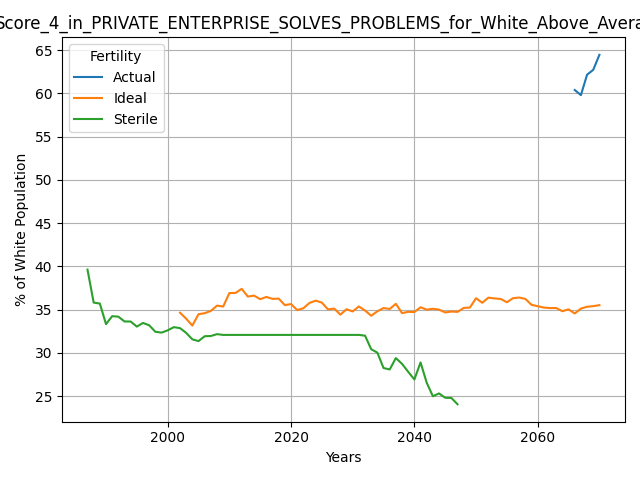 Score_4_in_PRIVATE_ENTERPRISE_SOLVES_PROBLEMS_for_White_Above_Avera
Fertility
Actual
Ideal
Sterile
65
60
55
50
45
40
35
30
25
% of White Population
2000 2020 2040 2060
Years